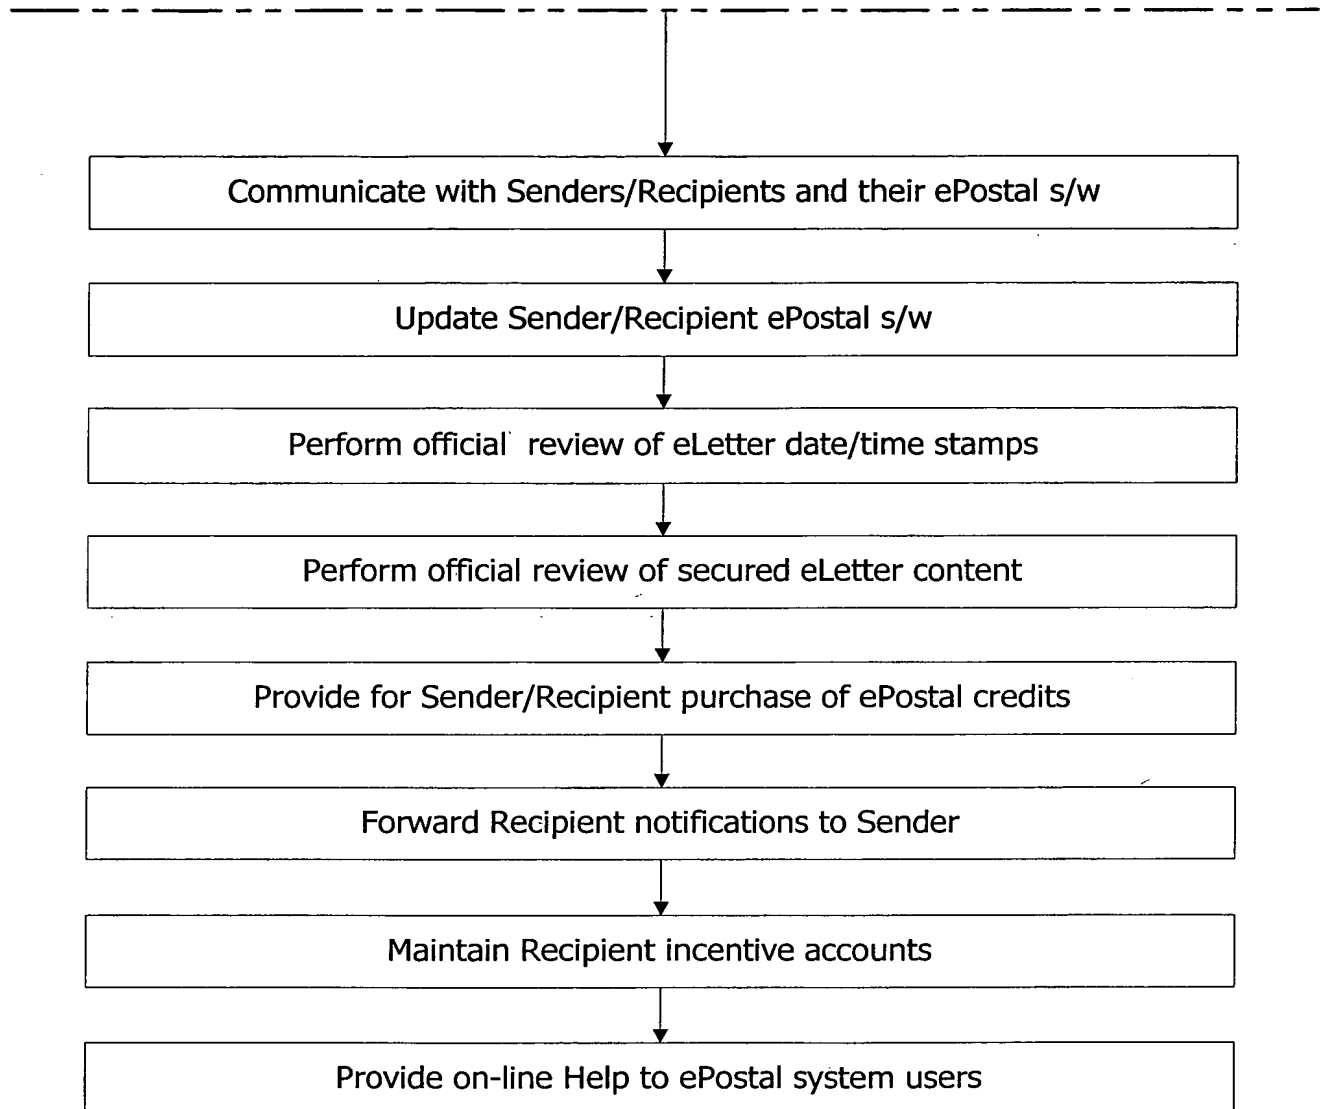 Communicate with Senders/Recipients and their ePostal s/w
Update Sender/Recipient ePostal s/w
Perform official review of eLetter date/time stamps
Perform official review of secured eLetter content
Provide for Sender/Recipient purchase of ePostal credits
Forward Recipient notifications to Sender
Maintain Recipient incentive accounts
Provide on-line Help to ePostal system users